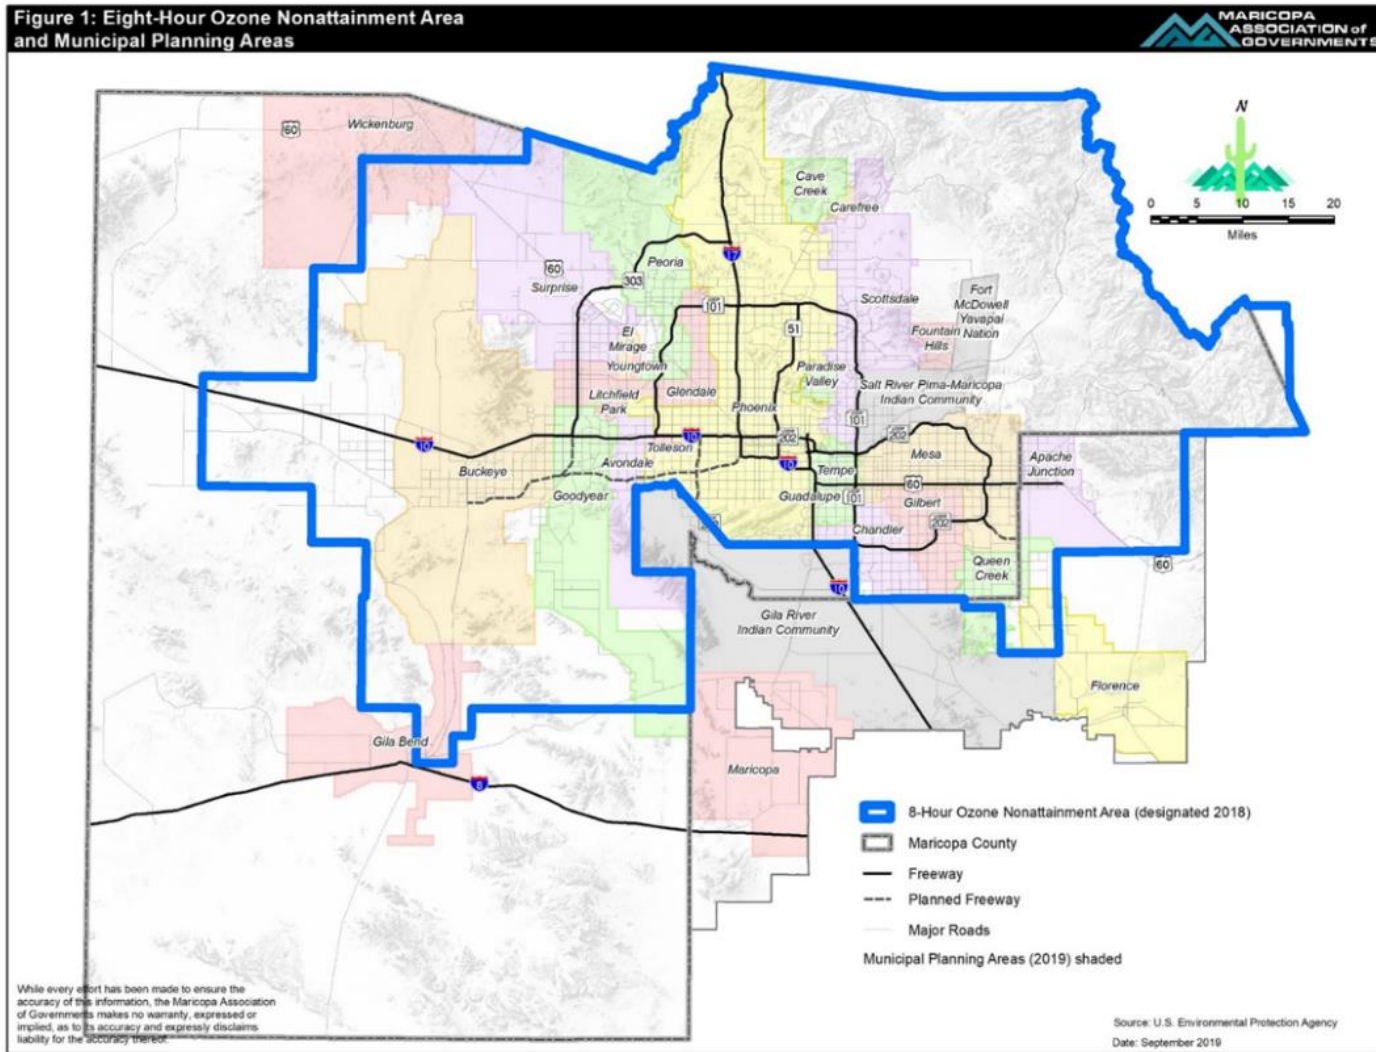 Figure 1: Eight-Hour Ozone Nonattainment Area
and Municipal Planning Areas
MARICOPA
ASSOCIATION of
GOVERNMENTS
N
0 5 10 15 20
Miles
60
Wickenburg
Cave
Creek
Carefree
17
Peoria
60
Surprise
303
101
51
Scottsdale
Fort
McDowell
Yavapai
Nation
Fountain
Hills
El
Mirage
Youngtown
Litchfield
Park
Glendale
Paradise
Valley
Salt River Pima-Maricopa
Indian Community
Phoenix
101
10
10
202
202
Tolleson
Avondale
Buckeye
Goodyear
10
Tempe
Mesa
60
Apache
Junction
Guadalupe
101
Gilbert
202
Chandler
Queen
Creek
60
10
Gila River
Indian Community
Florence
Gila Bend
8
Maricopa
8-Hour Ozone Nonattainment Area (designated 2018)
Maricopa County
Freeway
Planned Freeway
Major Roads
Municipal Planning Areas (2019) shaded
While every effort has been made to ensure the
accuracy of this information, the Maricopa Association
of Governments makes no warranty, expressed or
implied, as to its accuracy and expressly disclaims
liability for the accuracy thereof.
Source: U.S. Environmental Protection Agency
Date: September 2019